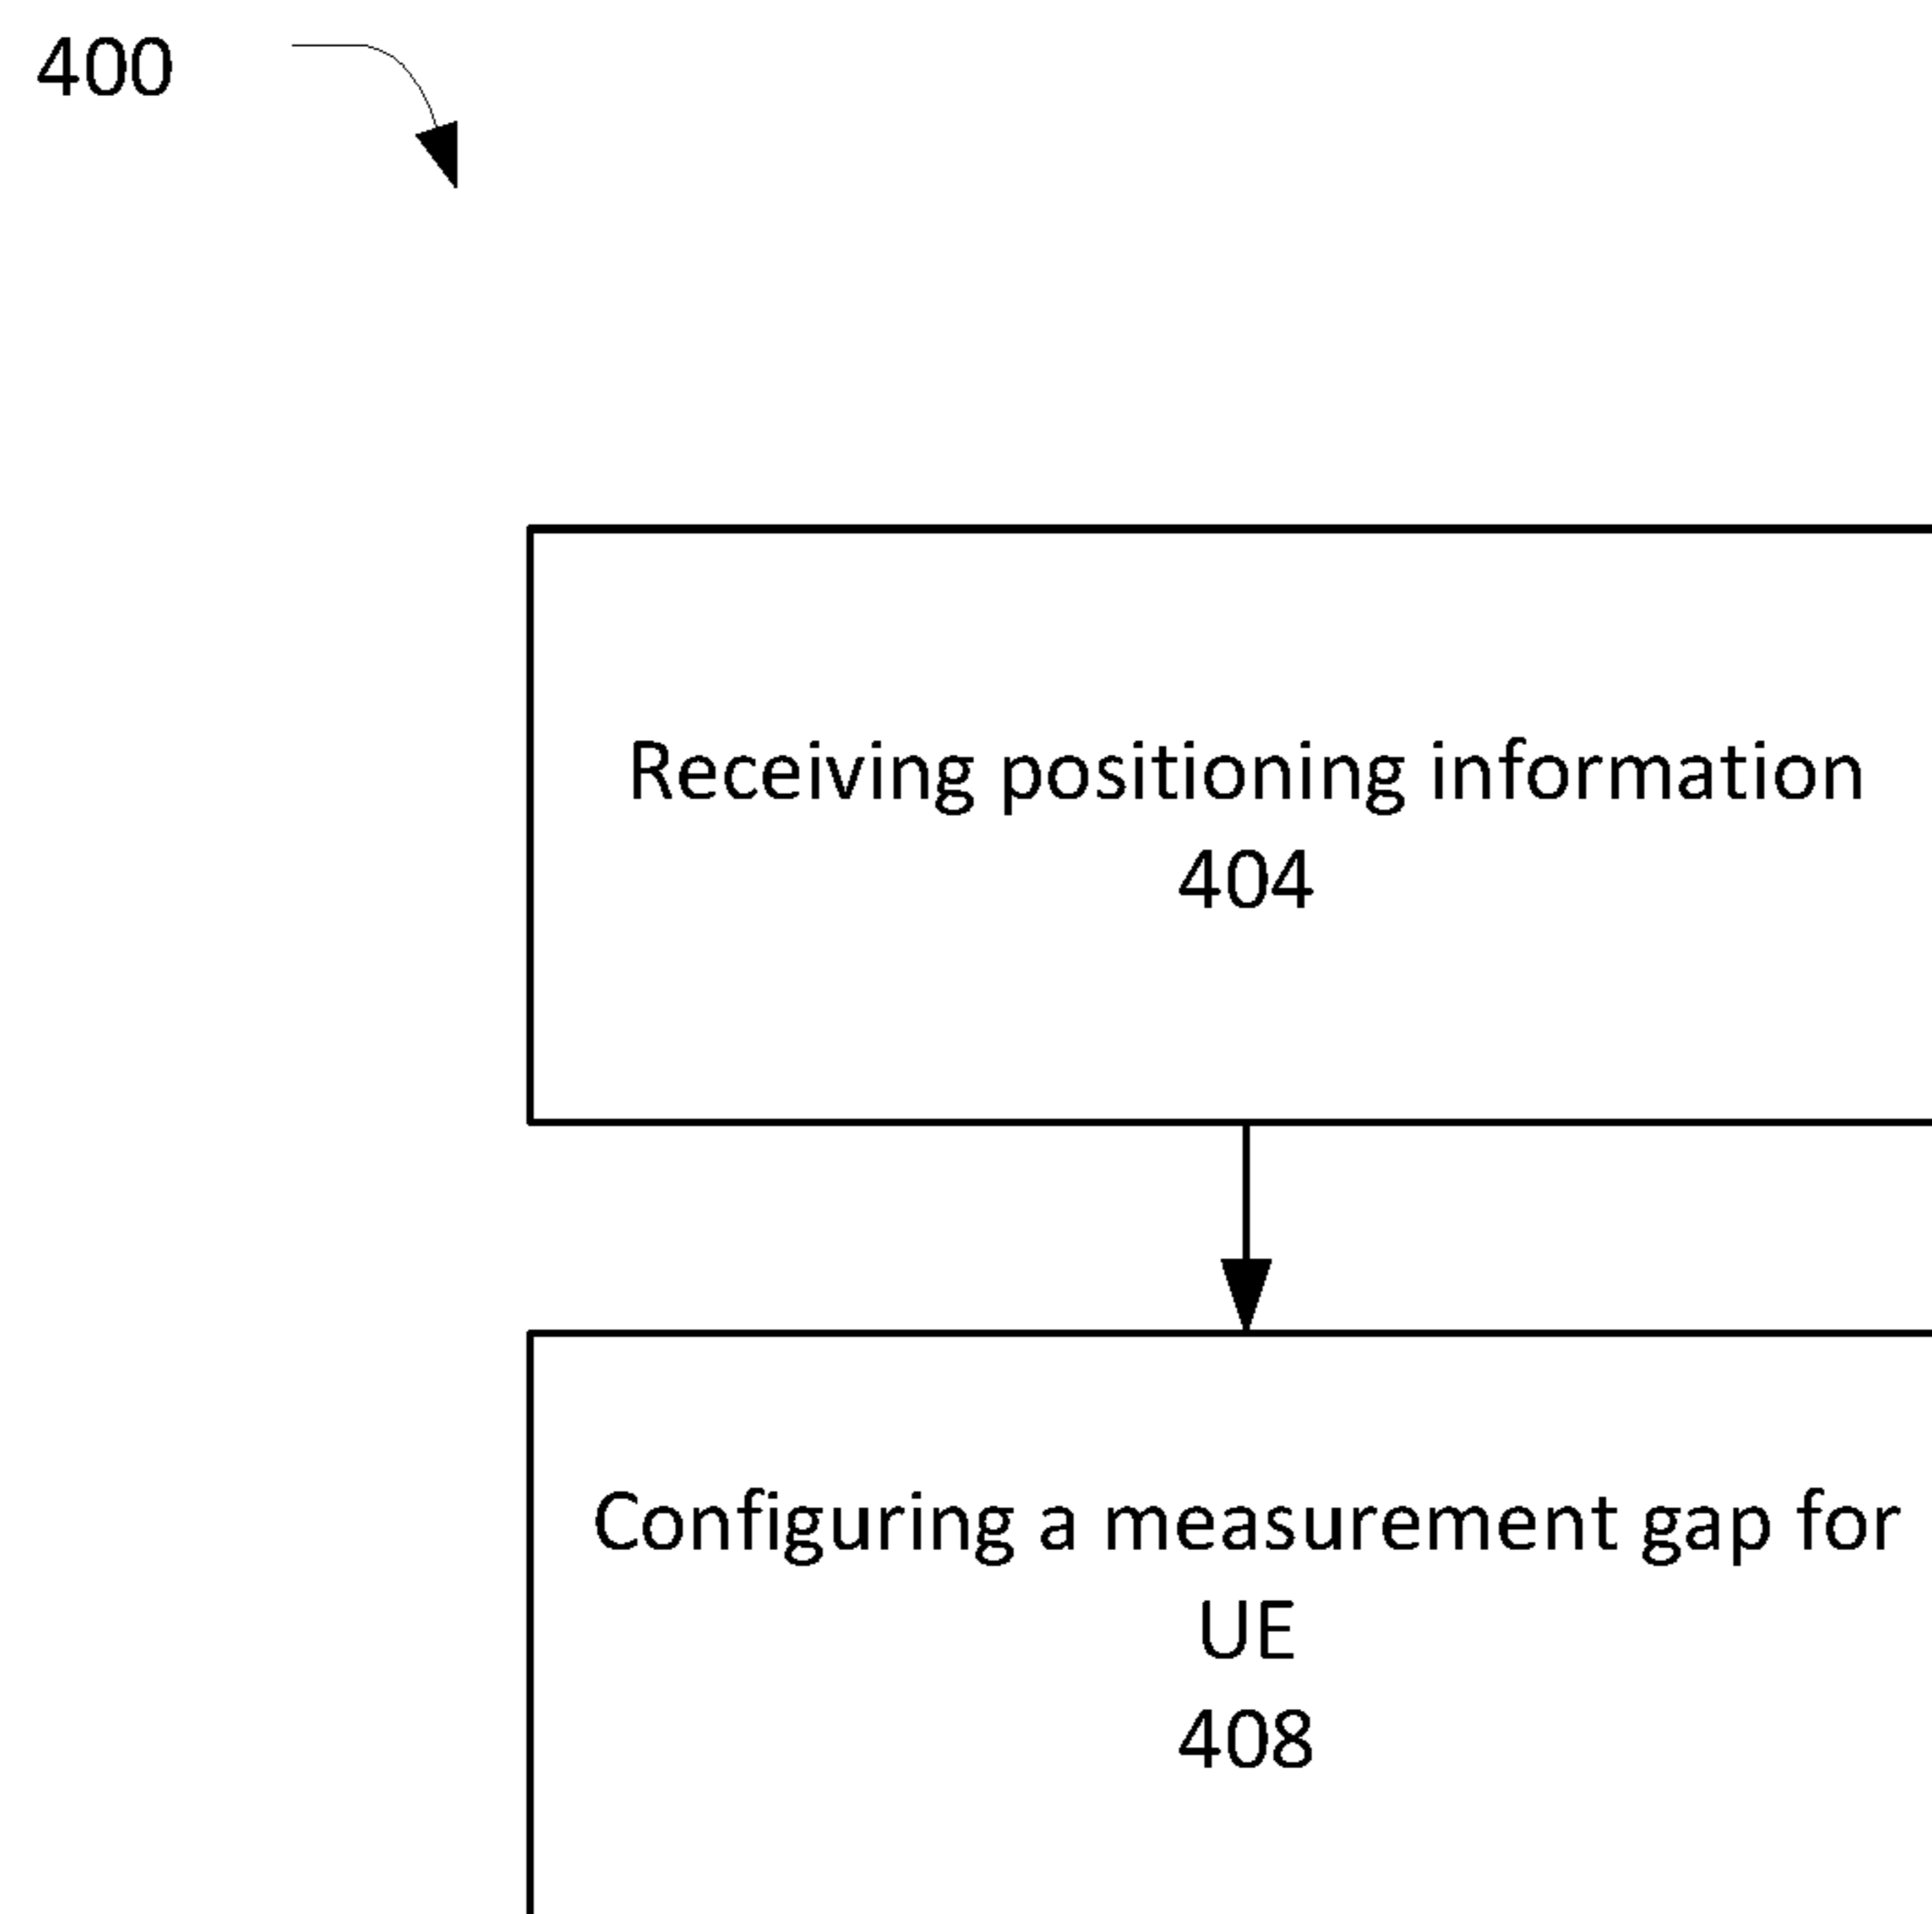 400
Receiving positioning information
404
Configuring a measurement gap for
UE
408